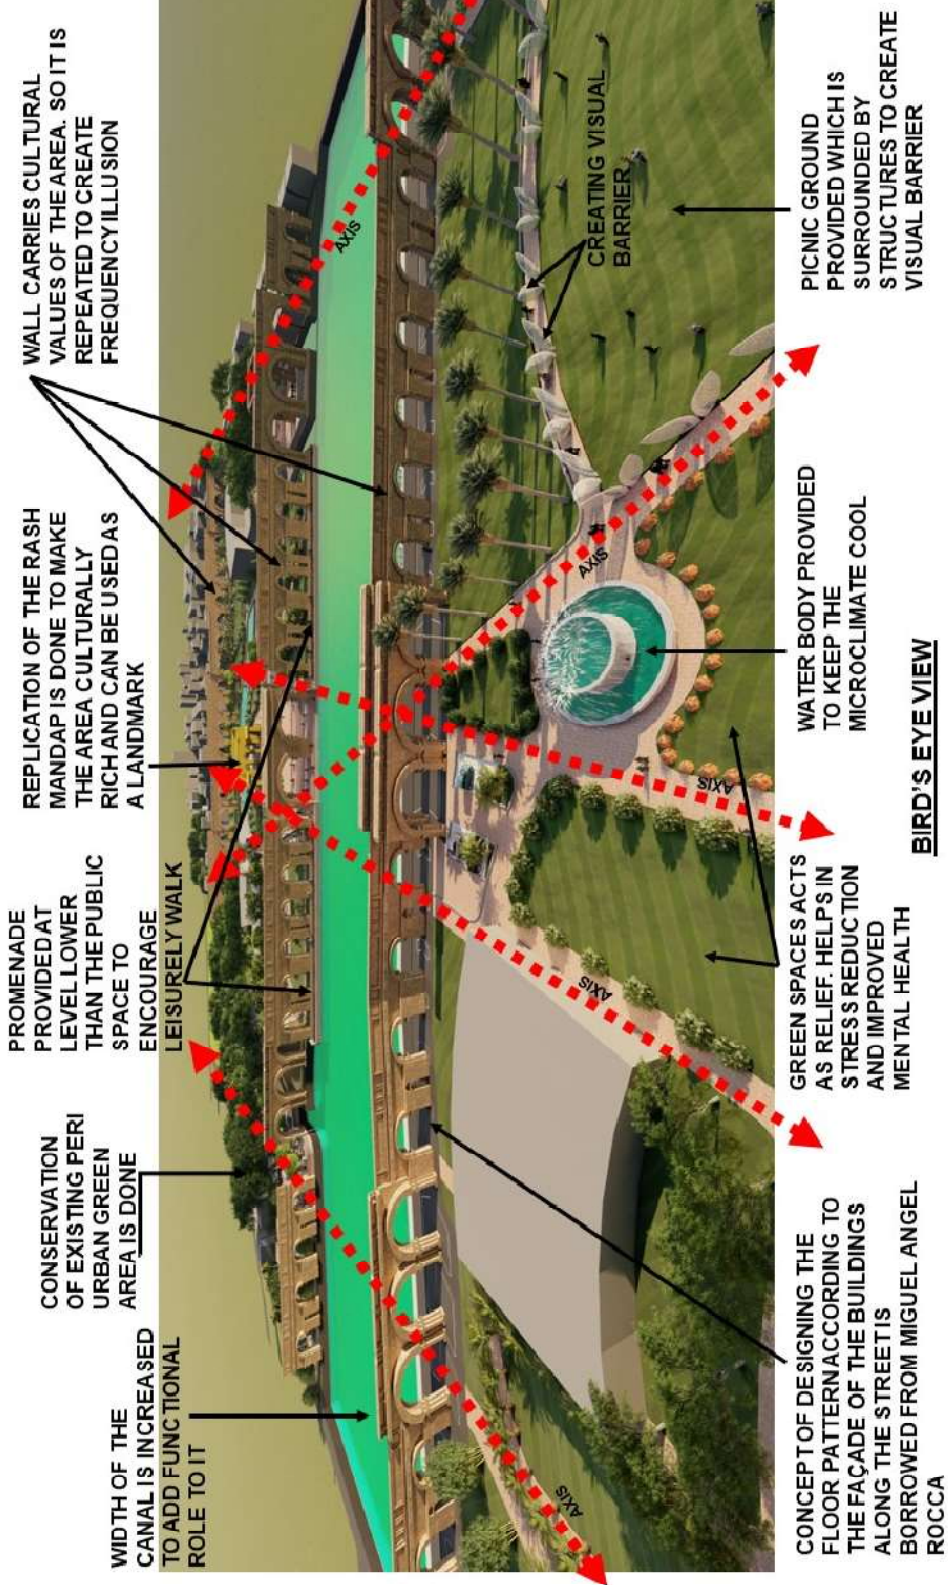 WIDTH OF THE
CANAL IS INCREASED
TO ADD FUNCTIONAL
ROLE TO IT
CONSERVATION
OF EXISTING PERI
URBAN GREEN
AREA IS DONE
PROMENADE
PROVIDED AT
LEVEL LOWER
THAN THE PUBLIC
SPACE TO
ENCOURAGE
LEISURELY WALK
REPLICATION OF THE RASH
MANDAP IS DONE TO MAKE
THE AREA CULTURALLY
RICH AND CAN BE USED AS
A LANDMARK
WALL CARRIES CULTURAL
VALUES OF THE AREA. SO IT IS
REPEATED TO CREATE
FREQUENCY ILLUSION
AXIS
AXIS
AXIS
AXIS
AXIS
CREATING VISUAL
BARRIER
CONCEPT OF DESIGNING THE
FLOOR PATTERN ACCORDING TO
THE FAÇADE OF THE BUILDINGS
ALONG THE STREET IS
BORROWED FROM MIGUEL ANGEL
ROCCA
GREEN SPACES ACTS
AS RELIEF. HELPS IN
STRESS REDUCTION
AND IMPROVED
MENTAL HEALTH
WATER BODY PROVIDED
TO KEEP THE
MICROCLIMATE COOL
PICNIC GROUND
PROVIDED WHICH IS
SURROUNDED BY
STRUCTURES TO CREATE
VISUAL BARRIER
BIRD'S EYE VIEW